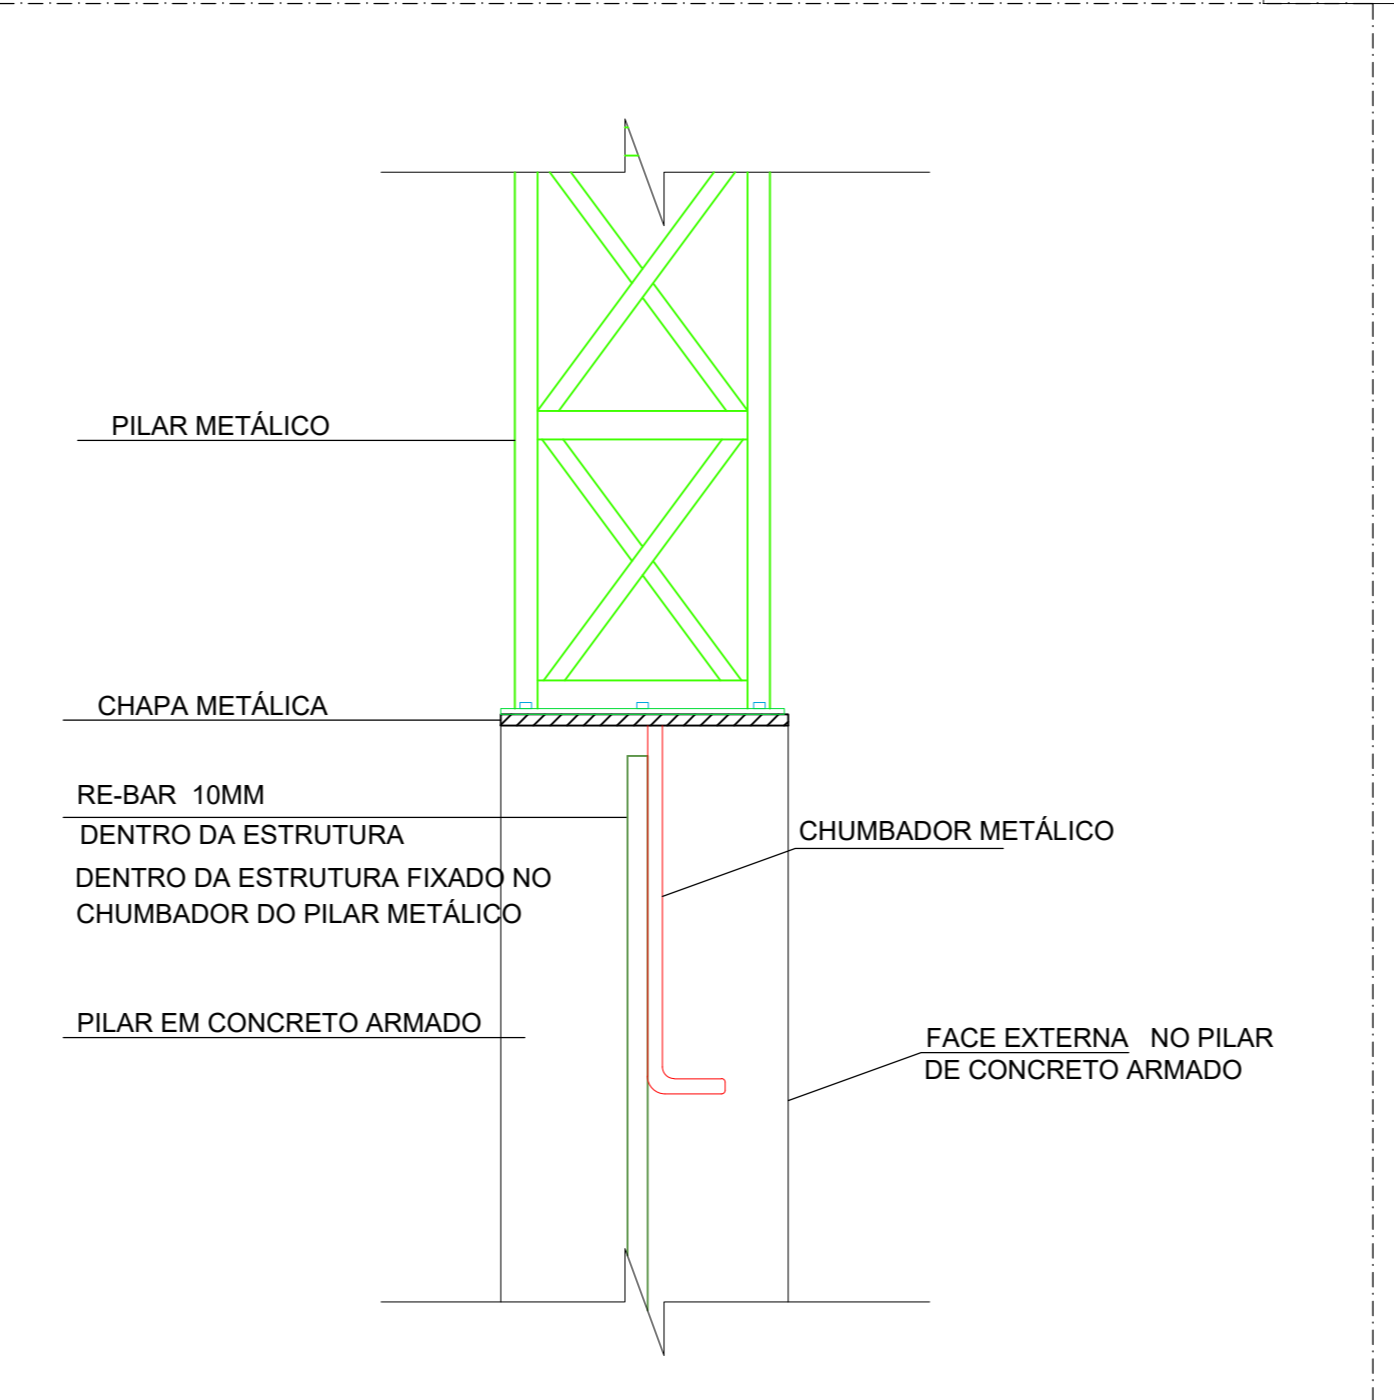 PILAR METÁLICO
CHAPA METÁLICA
RE-BAR 10MM
DENTRO DA ESTRUTURA
DENTRO DA ESTRUTURA FIXADO NO
CHUMBADOR DO PILAR METÁLICO
CHUMBADOR METÁLICO
PILAR EM CONCRETO ARMADO
FACE EXTERNA NO PILAR
DE CONCRETO ARMADO